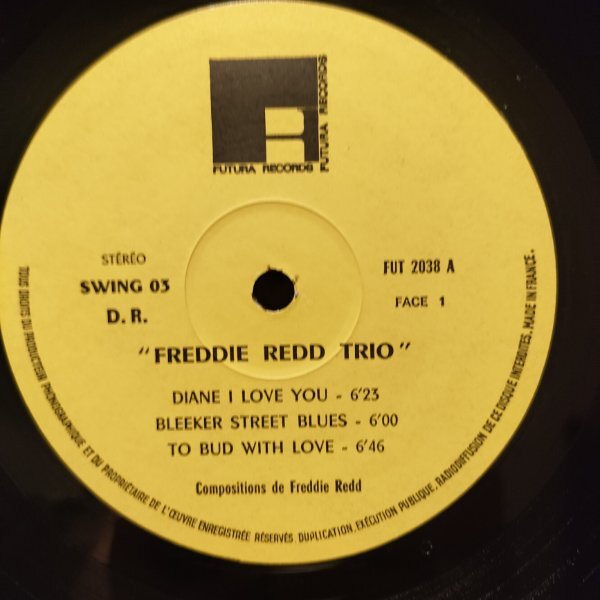 FUTURA RECORDS
FUTURA RECORDS
STÉRÉO
SWING 03
D. R.
FUT 2038 A
FACE 1
"FREDDIE REDD TRIO"
DIANE I LOVE YOU - 6'23
BLEEKER STREET BLUES - 6'00
TO BUD WITH LOVE - 6'46
Compositions de Freddie Redd
TOUS DROITS DU PRODUCTEUR PHONOGRAPHIQUE ET DU PROPRIÉTAIRE DE L'ŒUVRE ENREGISTRÉE RÉSERVÉS. DUPLICATION, EXÉCUTION PUBLIQUE, RADIODIFFUSION DE CE DISQUE INTERDITES. MADE IN FRANCE.